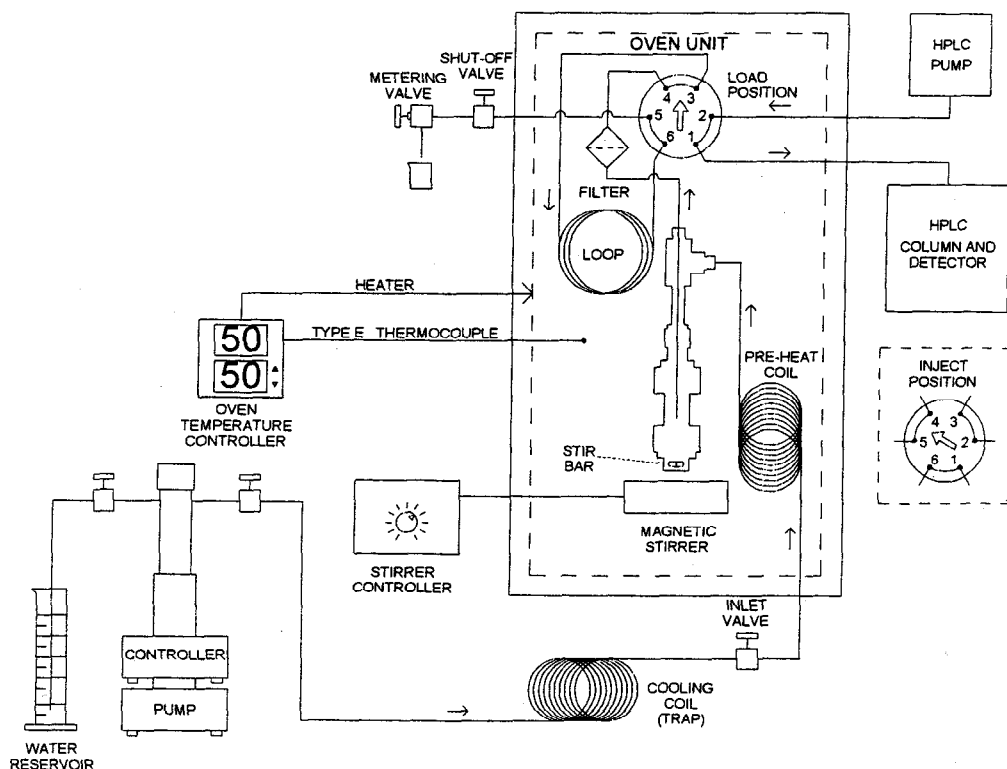 OVEN UNIT
HPLC
PUMP
SHUT-OFF
VALVE
METERING
VALVE
LOAD
POSITION
4
3
5
2
6
1
FILTER
LOOP
HPLC
COLUMN AND
DETECTOR
HEATER
TYPE E THERMOCOUPLE
50
50
OVEN
TEMPERATURE
CONTROLLER
PRE-HEAT
COIL
INJECT
POSITION
4
3
5
2
6
1
STIR
BAR
MAGNETIC
STIRRER
STIRRER
CONTROLLER
INLET
VALVE
CONTROLLER
PUMP
COOLING
COIL
(TRAP)
WATER
RESERVOIR